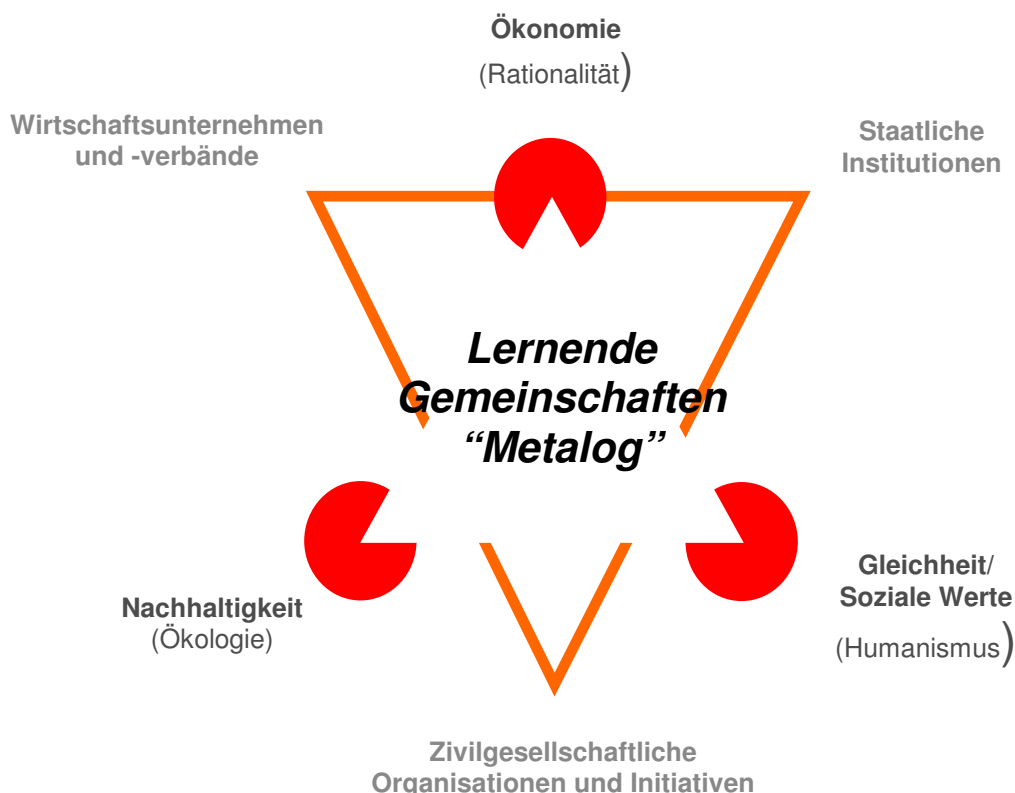 Ökonomie
(Rationalität)
Wirtschaftsunternehmen
und -verbände
Staatliche
Institutionen
Lernende
Gemeinschaften
“Metalog”
Nachhaltigkeit
(Ökologie)
Gleichheit/
Soziale Werte
(Humanismus)
Zivilgesellschaftliche
Organisationen und Initiativen